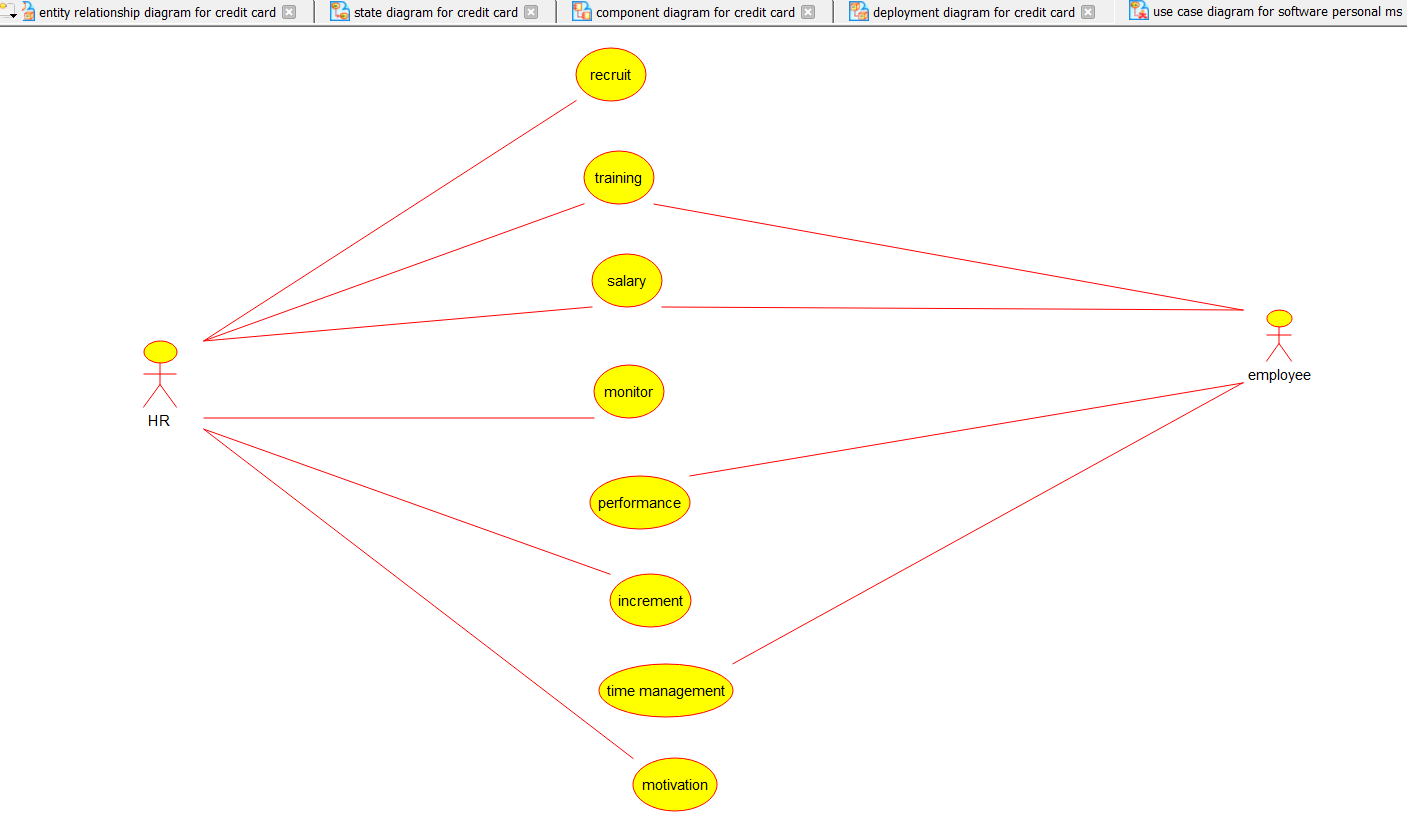 entity relationship diagram for credit card
state diagram for credit card
component diagram for credit card
deployment diagram for credit card
use case diagram for software personal ms
recruit
training
salary
monitor
employee
HR
performance
increment
time management
motivation